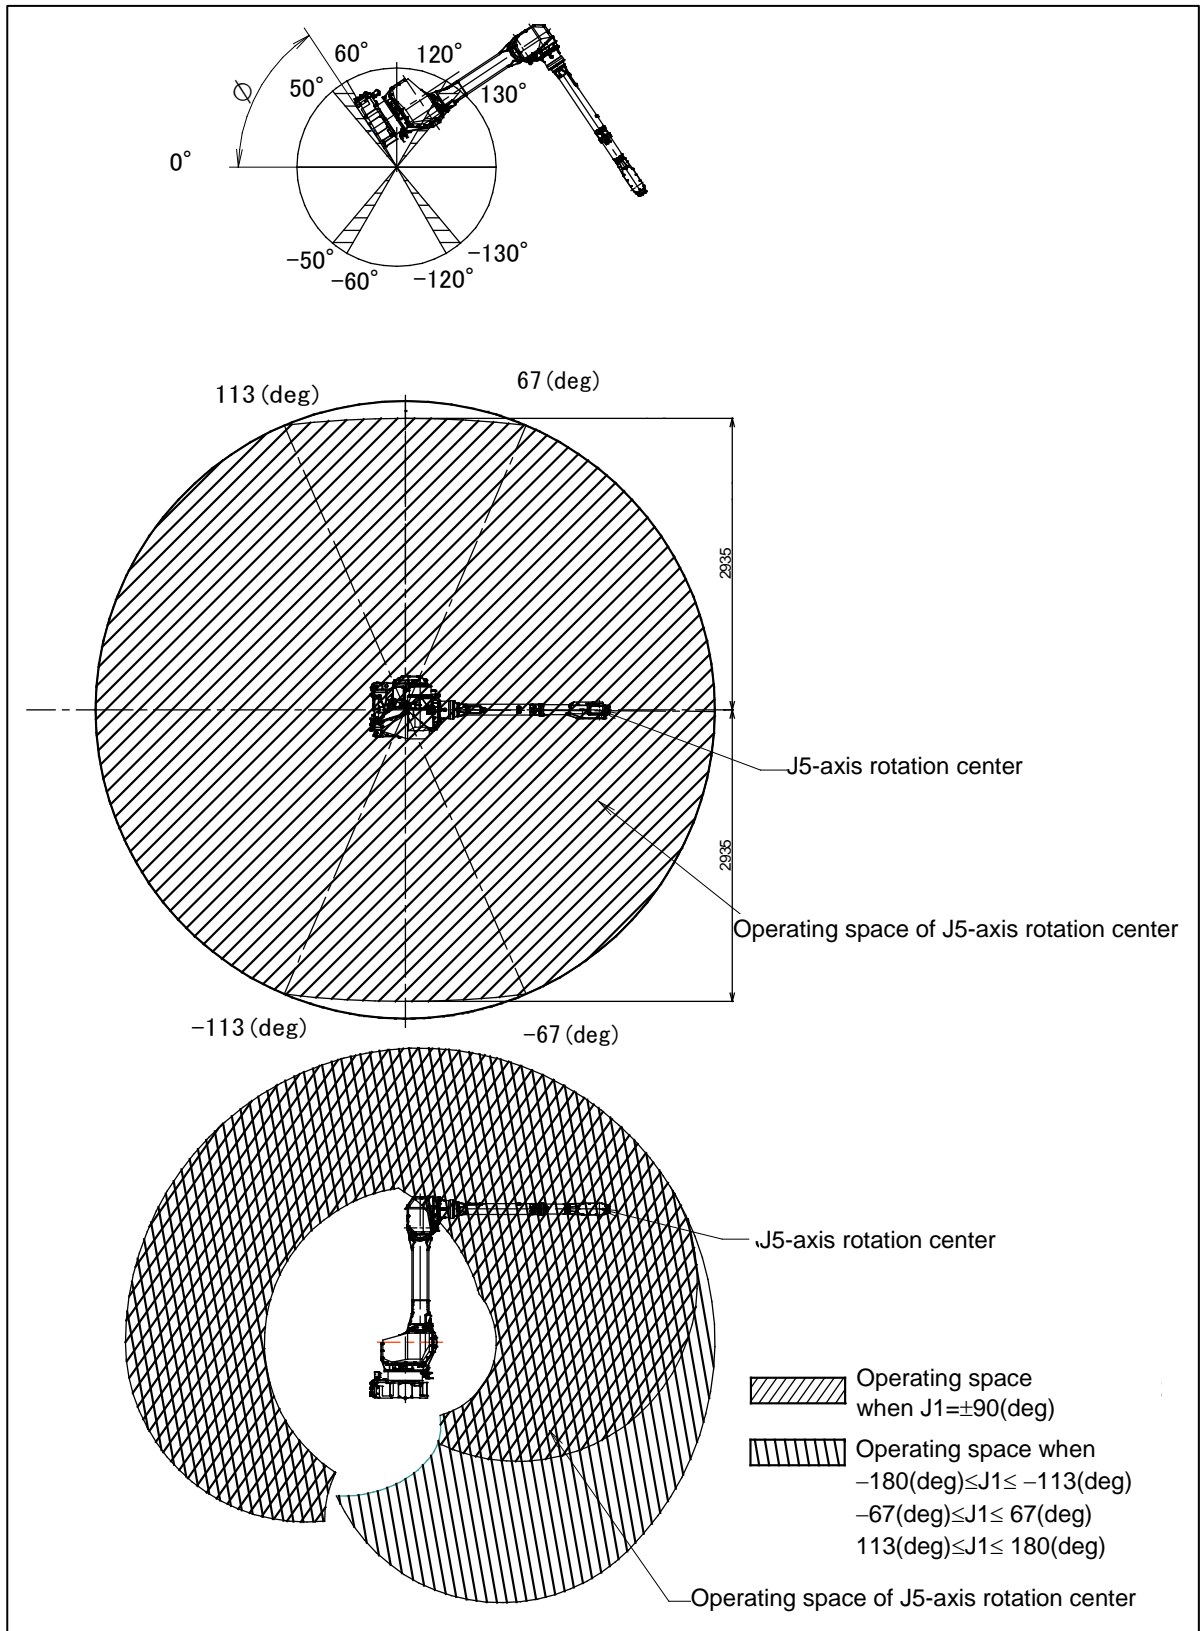 60°
120°
50°
130°
∅
0°
−50°
−130°
−60°
−120°
67(deg)
113(deg)
2935
J5-axis rotation center
2935
Operating space of J5-axis rotation center
−113(deg)
−67(deg)
J5-axis rotation center
Operating space
when J1=±90(deg)
Operating space when
−180(deg)≤J1≤ −113(deg)
−67(deg)≤J1≤ 67(deg)
113(deg)≤J1≤ 180(deg)
Operating space of J5-axis rotation center